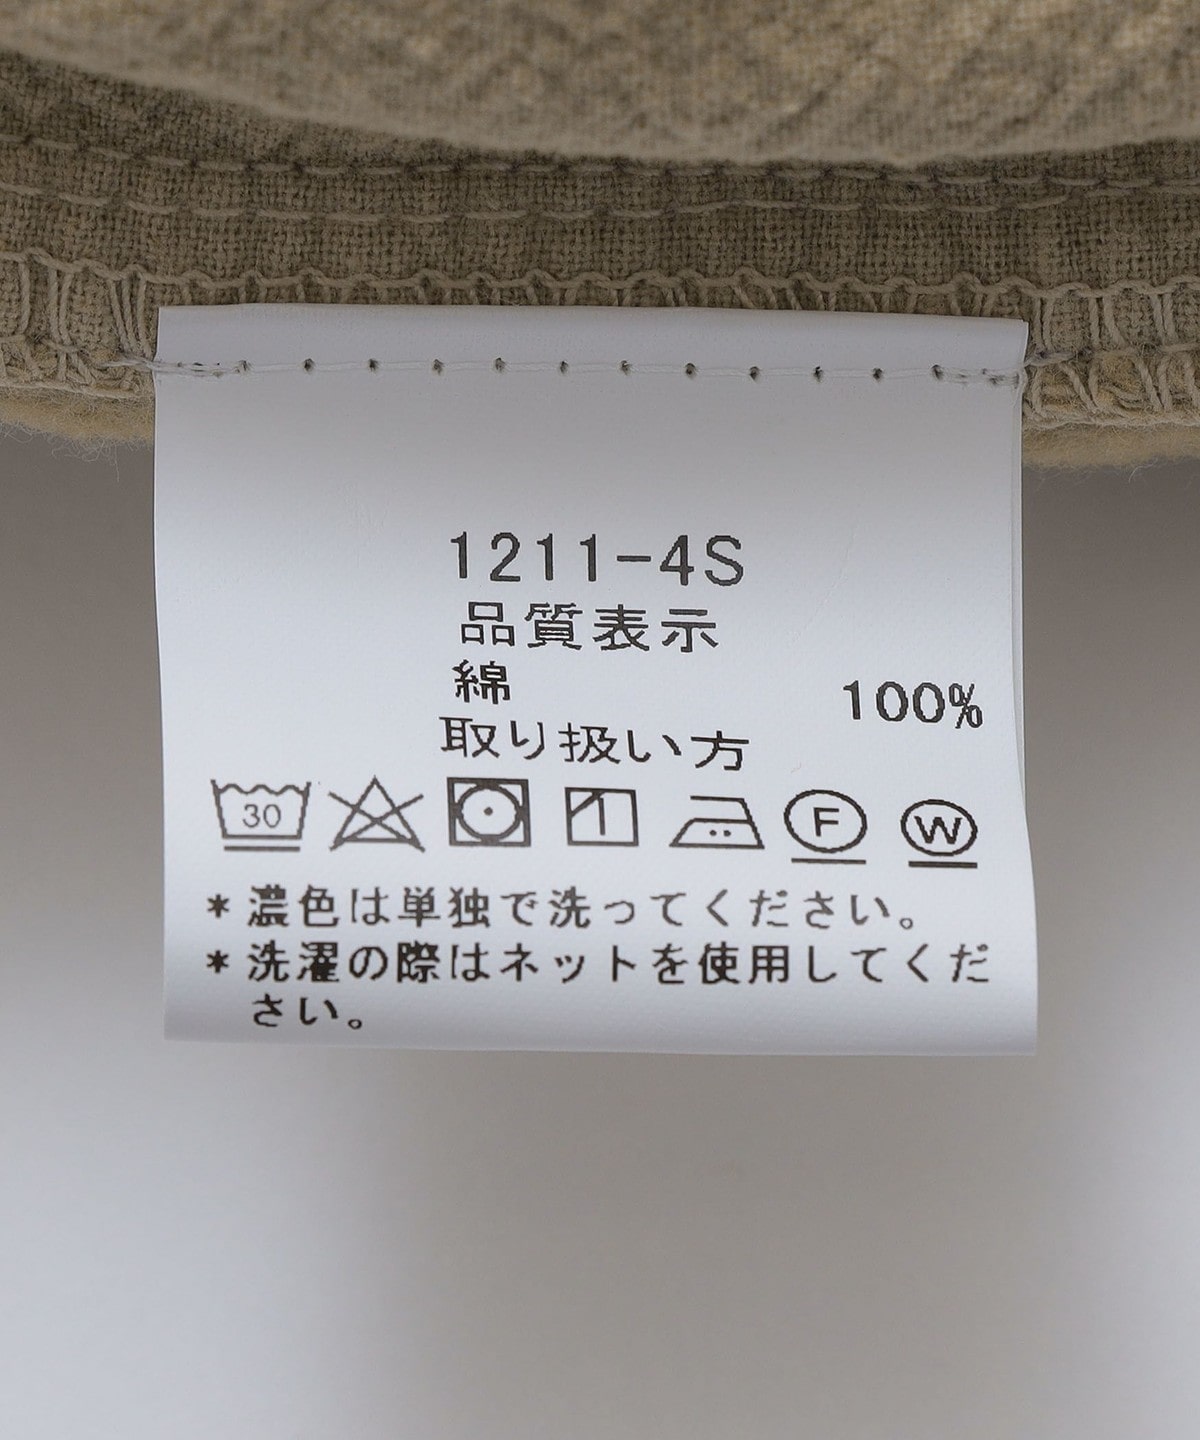 1211-4S
品質表示
綿 100%
取り扱い方
30 F W
＊濃色は単独で洗ってください。
＊洗濯の際はネットを使用してくだ
さい。